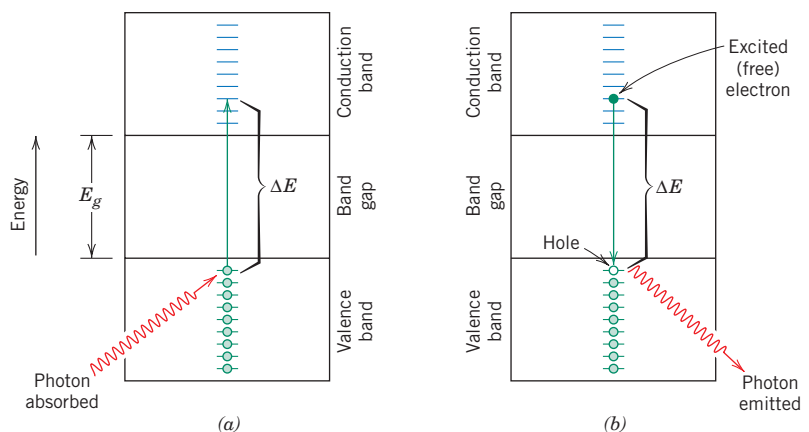 Energy
E_g
Conduction
band
ΔE
Band
gap
Valence
band
Photon
absorbed
(a)
Conduction
band
Excited
(free)
electron
Band
gap
ΔE
Hole
Valence
band
Photon
emitted
(b)